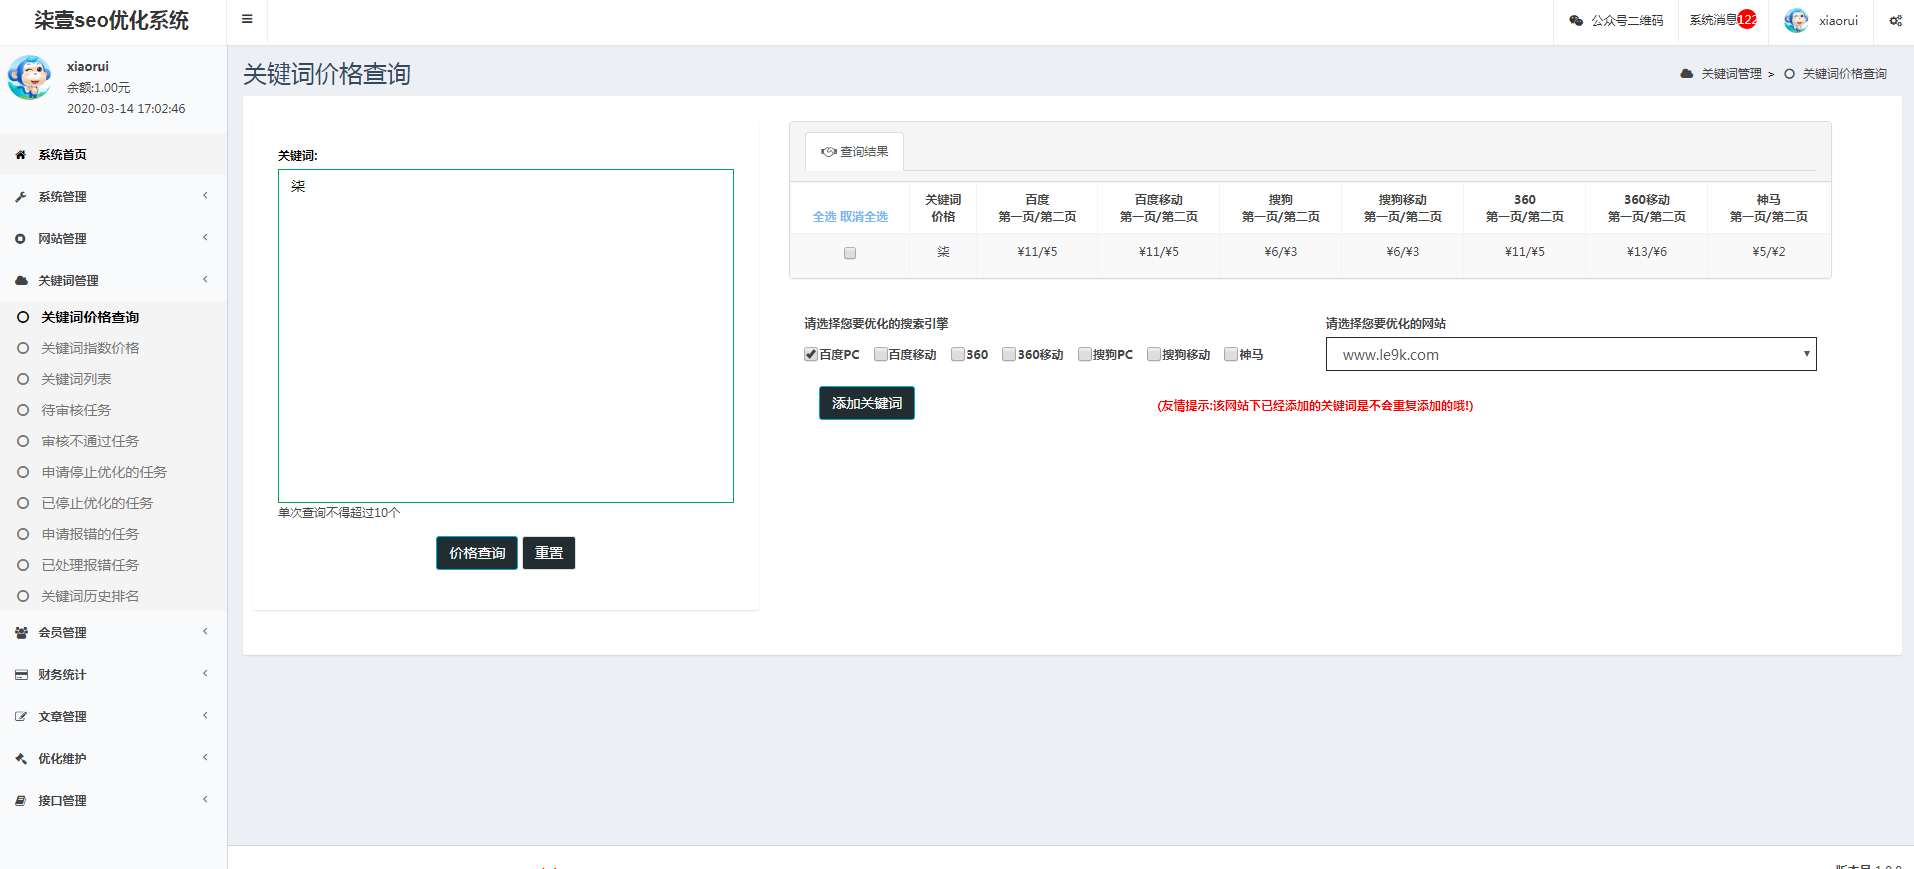 柒壹seo优化系统
公众号二维码
系统消息122
xiaorui
xiaorui
余额:1.00元
2020-03-14 17:02:46
系统首页
系统管理
网站管理
关键词管理
关键词价格查询
关键词指数价格
关键词列表
待审核任务
审核不通过任务
申请停止优化的任务
已停止优化的任务
申请报错的任务
已处理报错任务
关键词历史排名
会员管理
财务统计
文章管理
优化维护
接口管理
关键词价格查询
关键词管理 > 关键词价格查询
关键词:
柒
单次查询不得超过10个
价格查询 重置
查询结果
全选 取消全选 关键词价格 百度 第一页/第二页 百度移动 第一页/第二页 搜狗 第一页/第二页 搜狗移动 第一页/第二页 360 第一页/第二页 360移动 第一页/第二页 神马 第一页/第二页
柒 ¥11/¥5 ¥11/¥5 ¥6/¥3 ¥6/¥3 ¥11/¥5 ¥13/¥6 ¥5/¥2
请选择您要优化的搜索引擎
百度PC 百度移动 360 360移动 搜狗PC 搜狗移动 神马
请选择您要优化的网站
www.le9k.com
添加关键词
(友情提示:该网站下已经添加的关键词是不会重复添加的哦!)